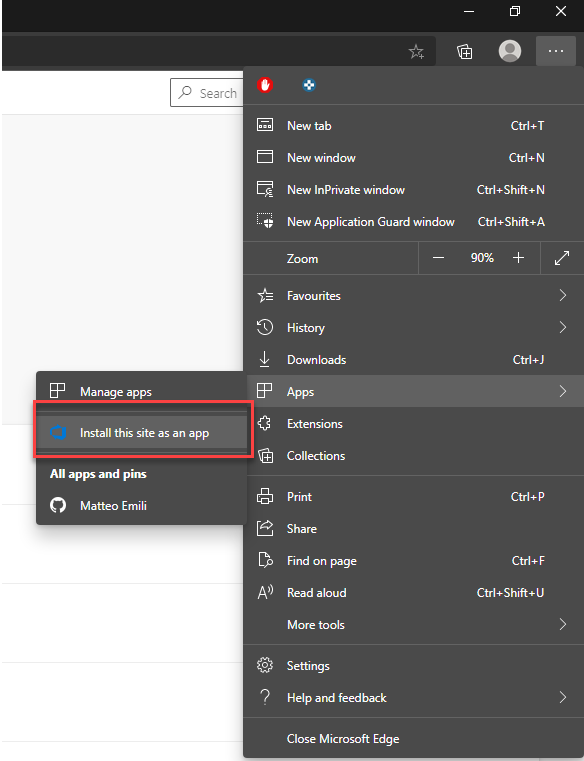 Search
New tab Ctrl+T
New window Ctrl+N
New InPrivate window Ctrl+Shift+N
New Application Guard window Ctrl+Shift+A
Zoom 90%
Favourites
History
Downloads Ctrl+J
Apps
Manage apps
Install this site as an app
All apps and pins
Matteo Emili
Extensions
Collections
Print Ctrl+P
Share
Find on page Ctrl+F
Read aloud Ctrl+Shift+U
More tools
Settings
Help and feedback
Close Microsoft Edge